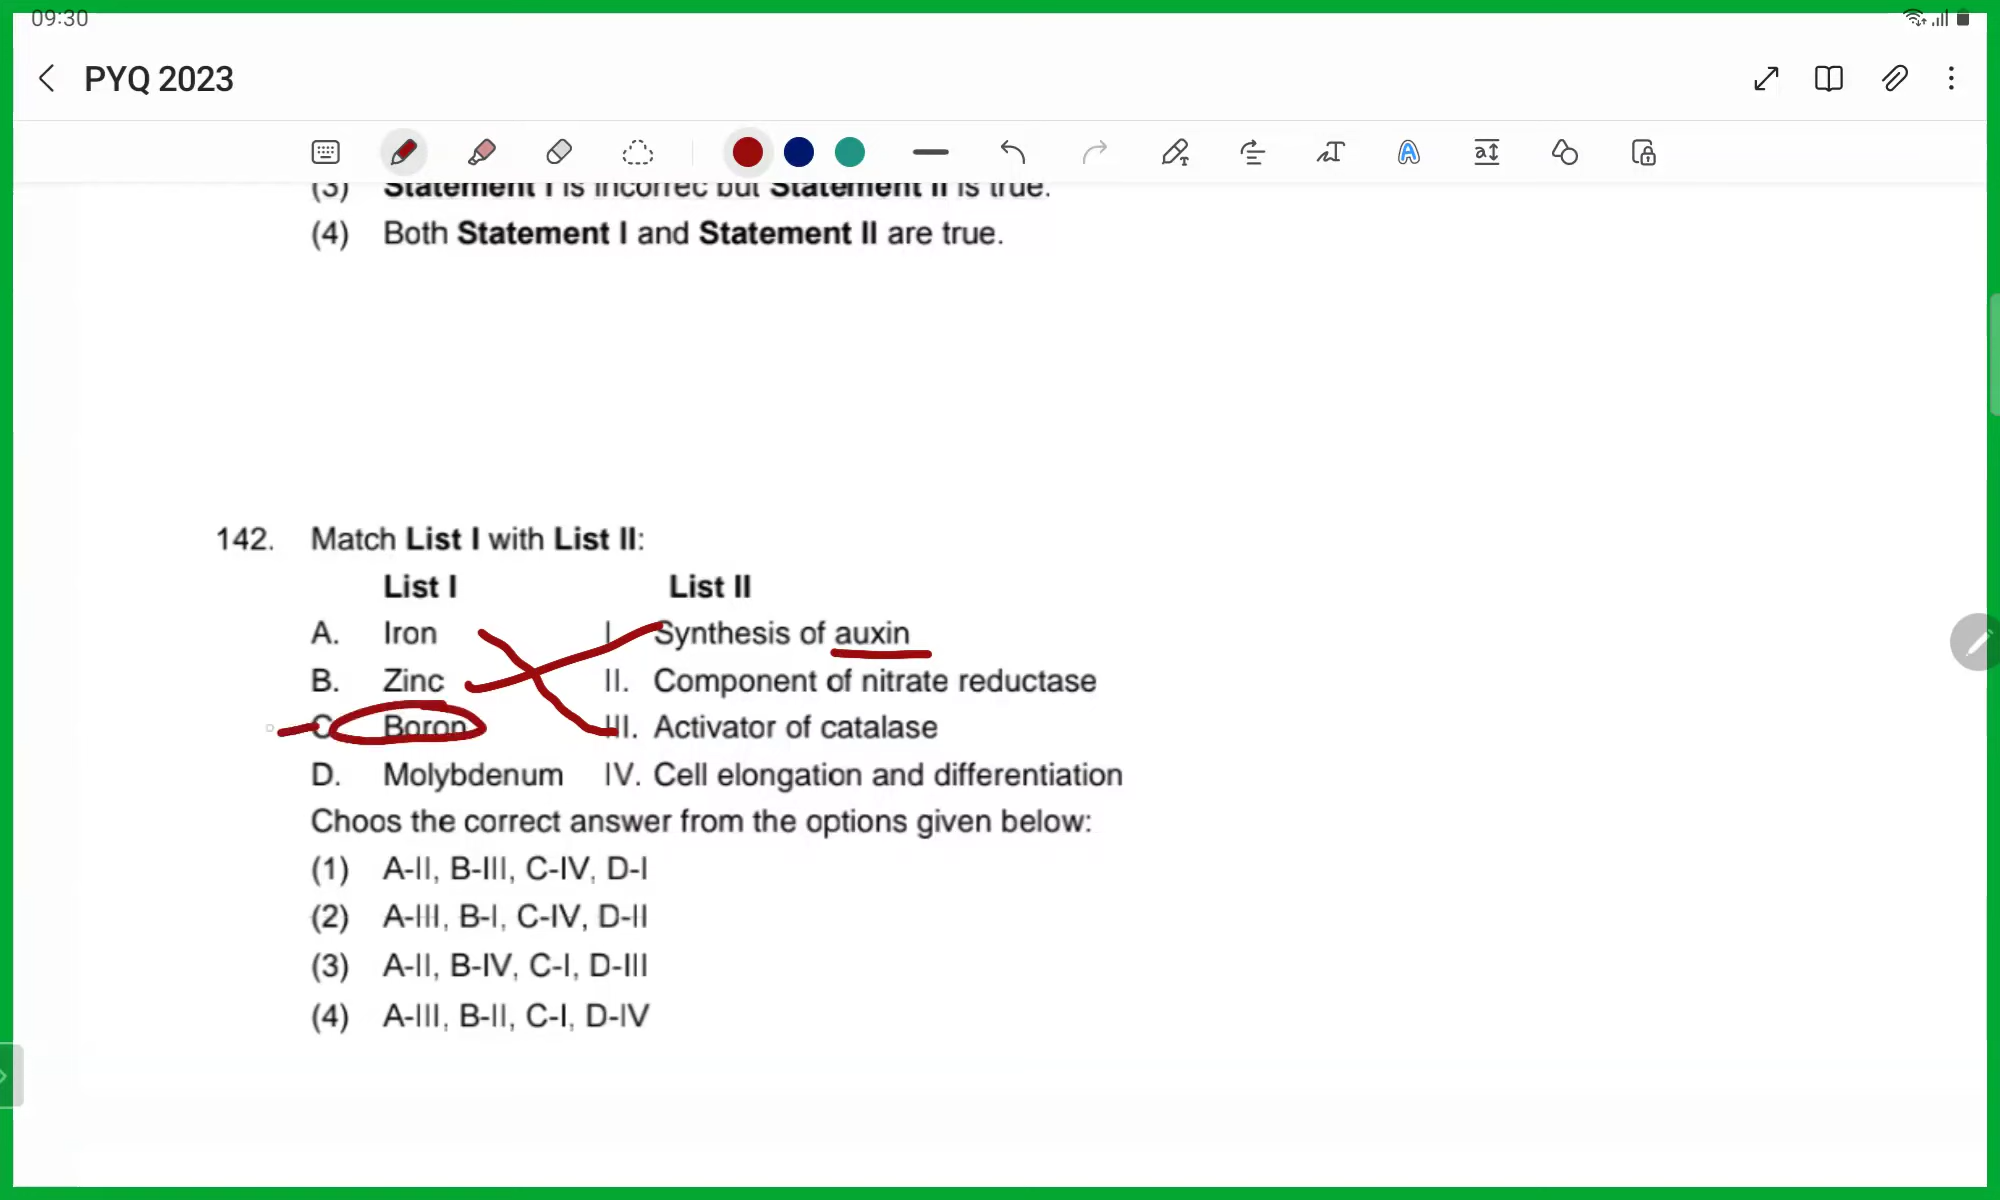 09:30
PYQ 2023
(3) Statement I is incorrec but Statement II is true.
(4) Both Statement I and Statement II are true.
142. Match List I with List II:
List I List II
A. Iron I. Synthesis of auxin
B. Zinc II. Component of nitrate reductase
C. Boron III. Activator of catalase
D. Molybdenum IV. Cell elongation and differentiation
Choos the correct answer from the options given below:
(1) A-II, B-III, C-IV, D-I
(2) A-III, B-I, C-IV, D-II
(3) A-II, B-IV, C-I, D-III
(4) A-III, B-II, C-I, D-IV